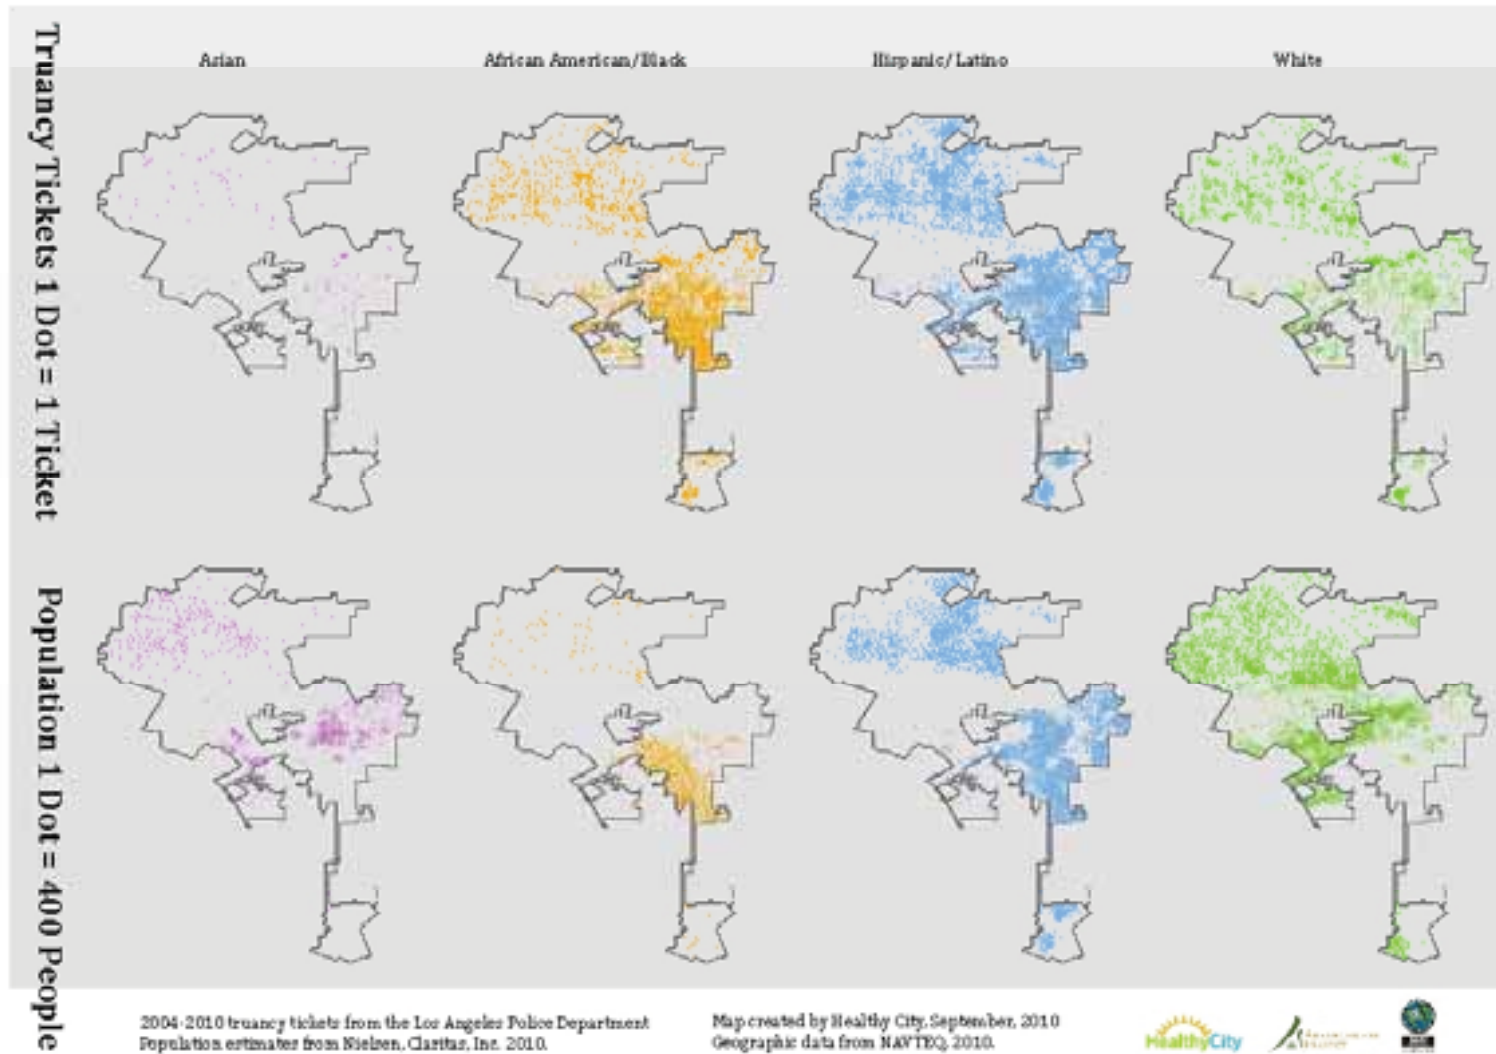 Asian
African American/Black
Hispanic/Latino
White
Truancy Tickets 1 Dot = 1 Ticket
Population 1 Dot = 400 People
2004-2010 truancy tickets from the Los Angeles Police Department
Population estimates from Nielsen, Claritas, Inc. 2010.
Map created by Healthy City, September, 2010
Geographic data from NAVTEQ, 2010.
HealthyCity